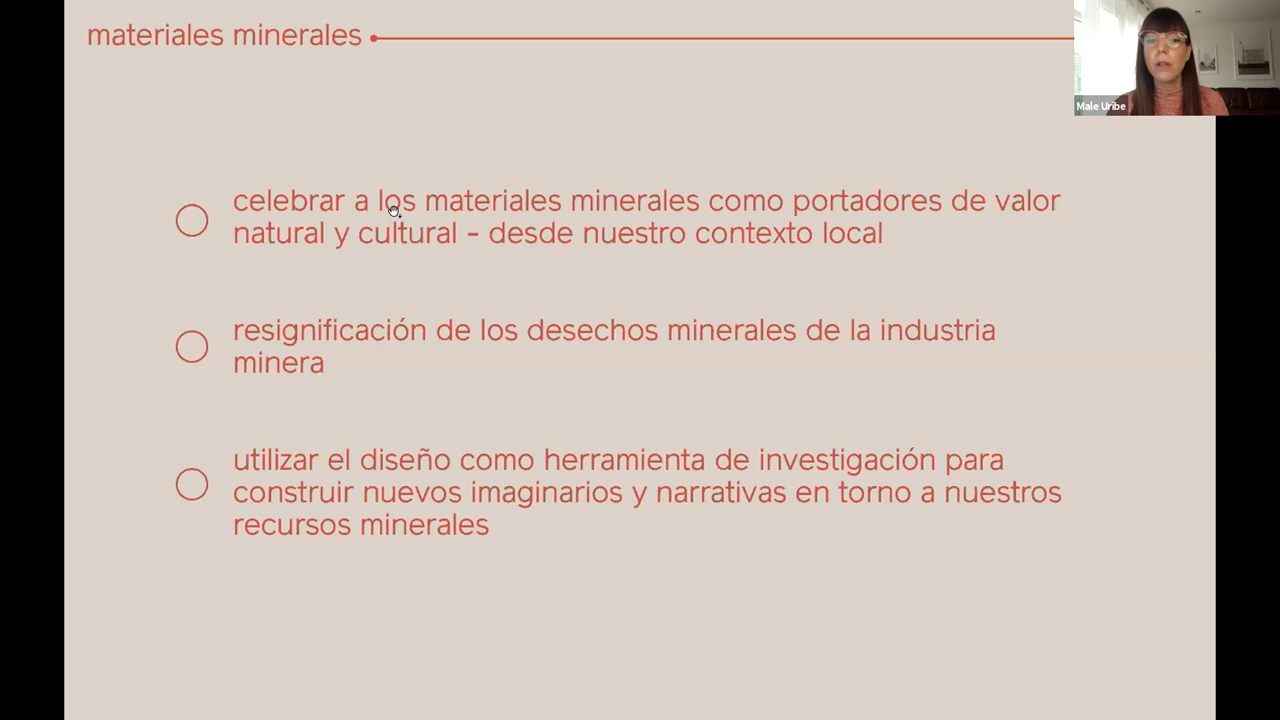 materiales minerales
Male Uribe
celebrar a los materiales minerales como portadores de valor
natural y cultural - desde nuestro contexto local
resignificación de los desechos minerales de la industria
minera
utilizar el diseño como herramienta de investigación para
construir nuevos imaginarios y narrativas en torno a nuestros
recursos minerales